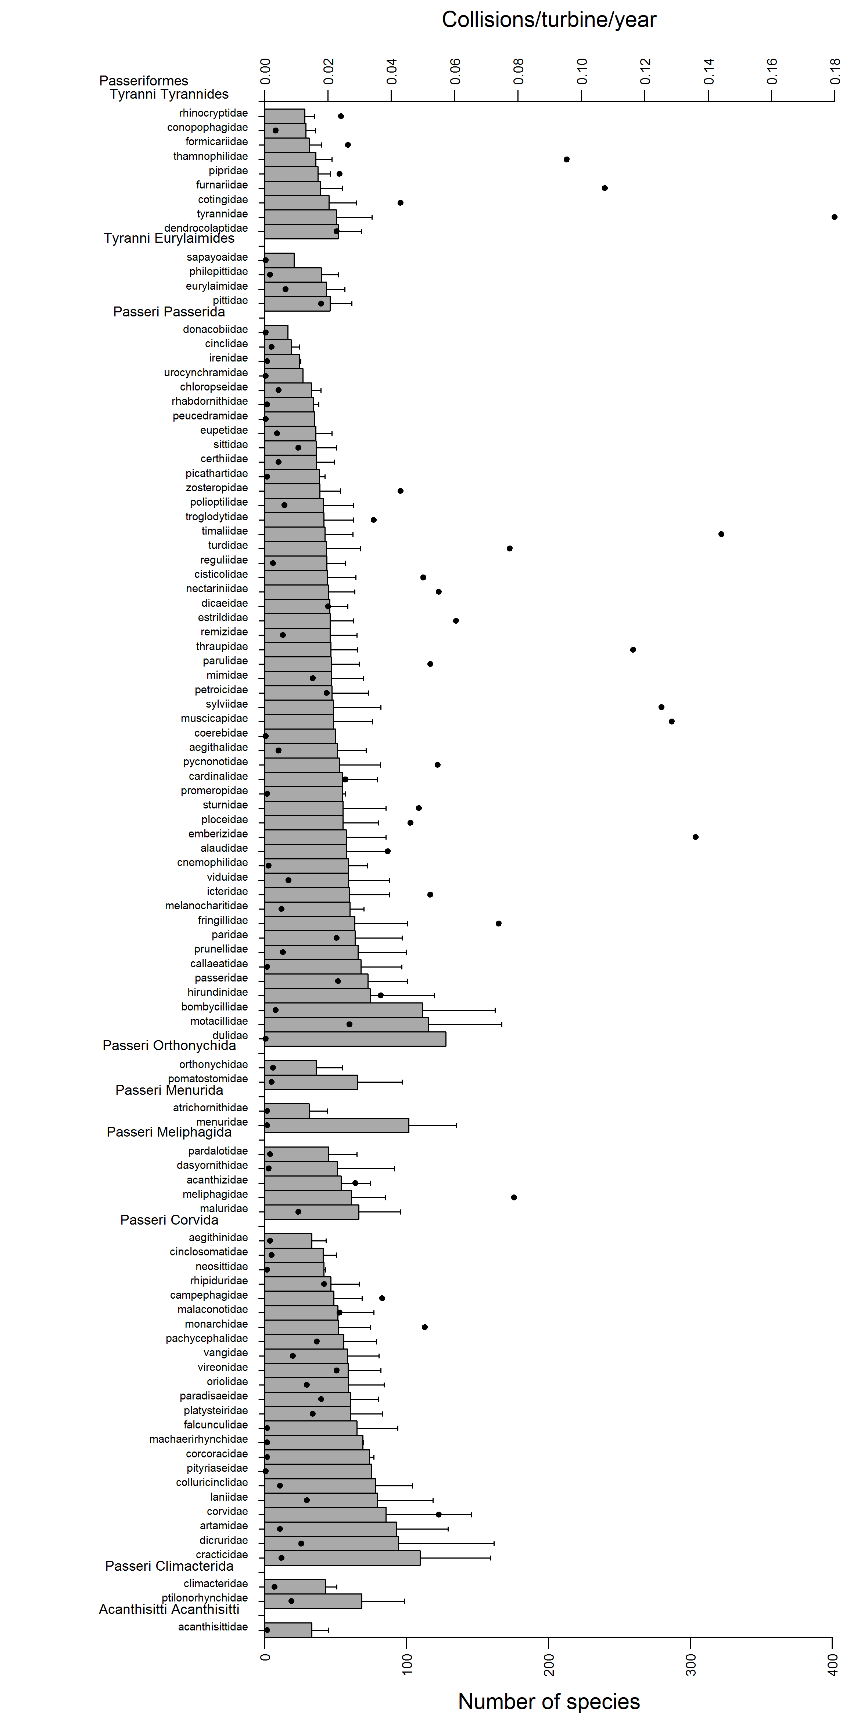 Collisions/turbine/year
0.00 0.02 0.04 0.06 0.08 0.10 0.12 0.14 0.16 0.18
Passeriformes
Tyranni Tyrannides
rhinocryptidae
conopophagidae
formicariidae
thamnophilidae
pipridae
furnariidae
cotingidae
tyrannidae
dendrocolaptidae
Tyranni Eurylaimides
sapayoaidae
philepittidae
eurylaimidae
pittidae
Passeri Passerida
donacobiidae
cinclidae
irenidae
urocynchramidae
chloropseidae
rhabdornithidae
peucedramidae
eupetidae
sittidae
certhiidae
picathartidae
zosteropidae
polioptilidae
troglodytidae
timaliidae
turdidae
reguliidae
cisticolidae
nectariniidae
dicaeidae
estrildidae
remizidae
thraupidae
parulidae
mimidae
petroicidae
sylviidae
muscicapidae
coerebidae
aegithalidae
pycnonotidae
cardinalidae
promeropidae
sturnidae
ploceidae
emberizidae
alaudidae
cnemophilidae
viduidae
icteridae
melanocharitidae
fringillidae
paridae
prunellidae
callaeatidae
passeridae
hirundinidae
bombycillidae
motacillidae
dulidae
Passeri Orthonychida
orthonychidae
pomatostomidae
Passeri Menurida
atrichornithidae
menuridae
Passeri Meliphagida
pardalotidae
dasyornithidae
acanthizidae
meliphagidae
maluridae
Passeri Corvida
aegithinidae
cinclosomatidae
neosittidae
rhipiduridae
campephagidae
malaconotidae
monarchidae
pachycephalidae
vangidae
vireonidae
oriolidae
paradisaeidae
platysteiridae
falcunculidae
machaerirhynchidae
corcoracidae
pityriaseidae
colluricinclidae
laniidae
corvidae
artamidae
dicruridae
cracticidae
Passeri Climacterida
climacteridae
ptilonorhynchidae
Acanthisitti Acanthisitti
acanthisittidae
0 100 200 300 400
Number of species